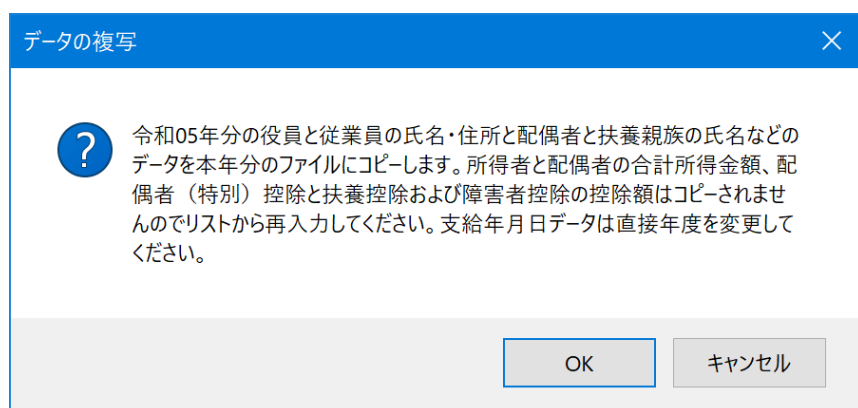 データの複写
令和05年分の役員と従業員の氏名・住所と配偶者と扶養親族の氏名などの
データを本年分のファイルにコピーします。所得者と配偶者の合計所得金額、配
偶者（特別）控除と扶養控除および障害者控除の控除額はコピーされませ
んのでリストから再入力してください。支給年月日データは直接年度を変更して
ください。
OK
キャンセル